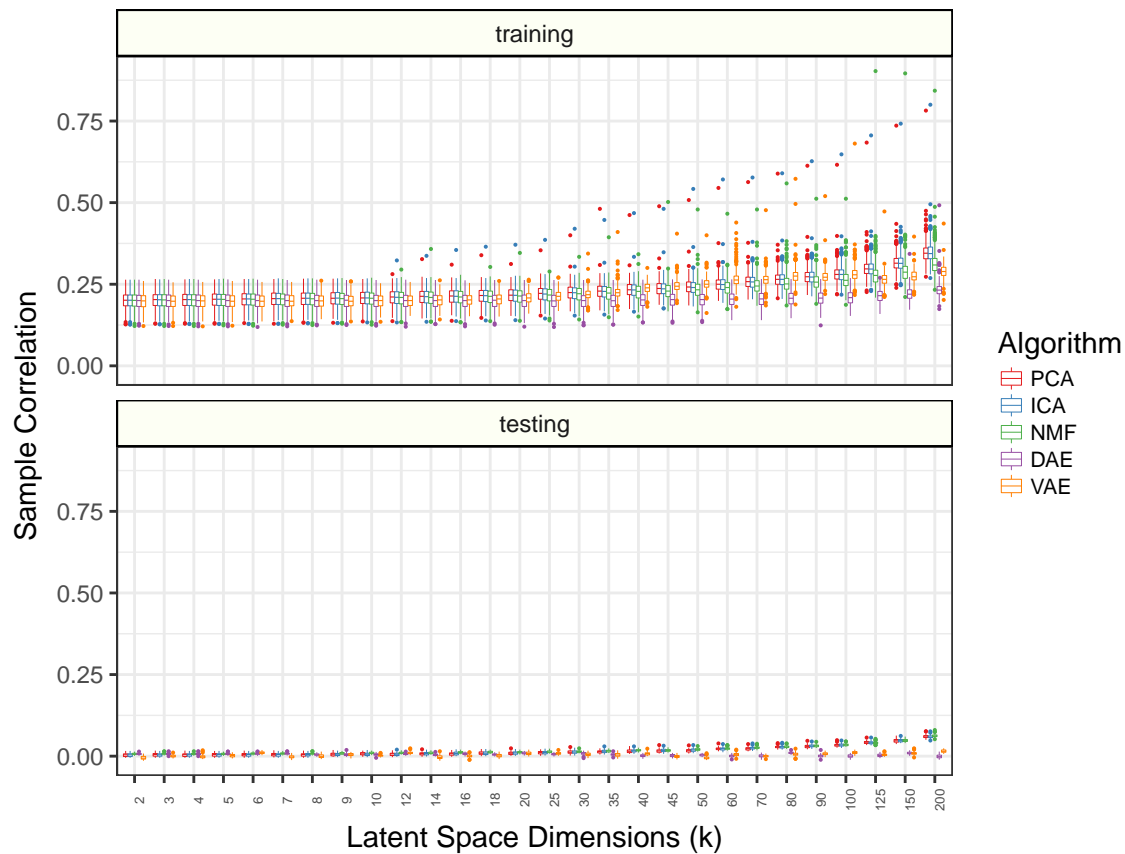 training
0.75
0.50
0.25
0.00
testing
0.75
0.50
0.25
0.00
Sample Correlation
2 3 4 5 6 7 8 9 10 12 14 16 18 20 25 30 35 40 45 50 60 70 80 90 100 125 150 200
Latent Space Dimensions (k)
Algorithm
PCA
ICA
NMF
DAE
VAE